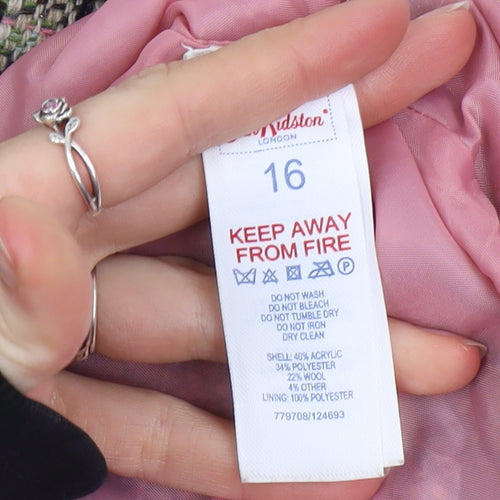 Kidston
LONDON
16
KEEP AWAY
FROM FIRE
P
DO NOT WASH
DO NOT BLEACH
DO NOT TUMBLE DRY
DO NOT IRON
DRY CLEAN
SHELL: 40% ACRYLIC
34% POLYESTER
22% WOOL
4% OTHER
LINING: 100% POLYESTER
779708/124693